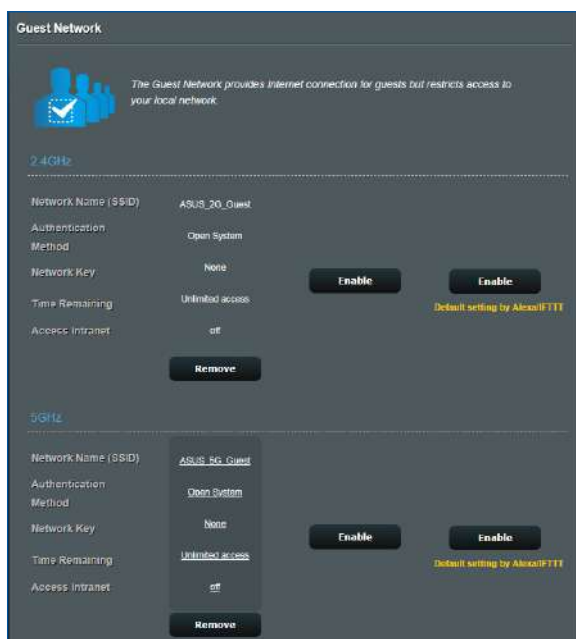 Guest Network
The Guest Network provides Internet connection for guests but restricts access to
your local network.
2.4GHz
Network Name (SSID) ASUS_2G_Guest
Authentication
Method Open System
Network Key None
Enable Enable
Time Remaining Unlimited access
Default setting by Alexa/IFTTT
Access Intranet off
Remove
5GHz
Network Name (SSID) ASUS_5G_Guest
Authentication
Method Open System
Network Key None
Enable Enable
Time Remaining Unlimited access
Default setting by Alexa/IFTTT
Access Intranet off
Remove